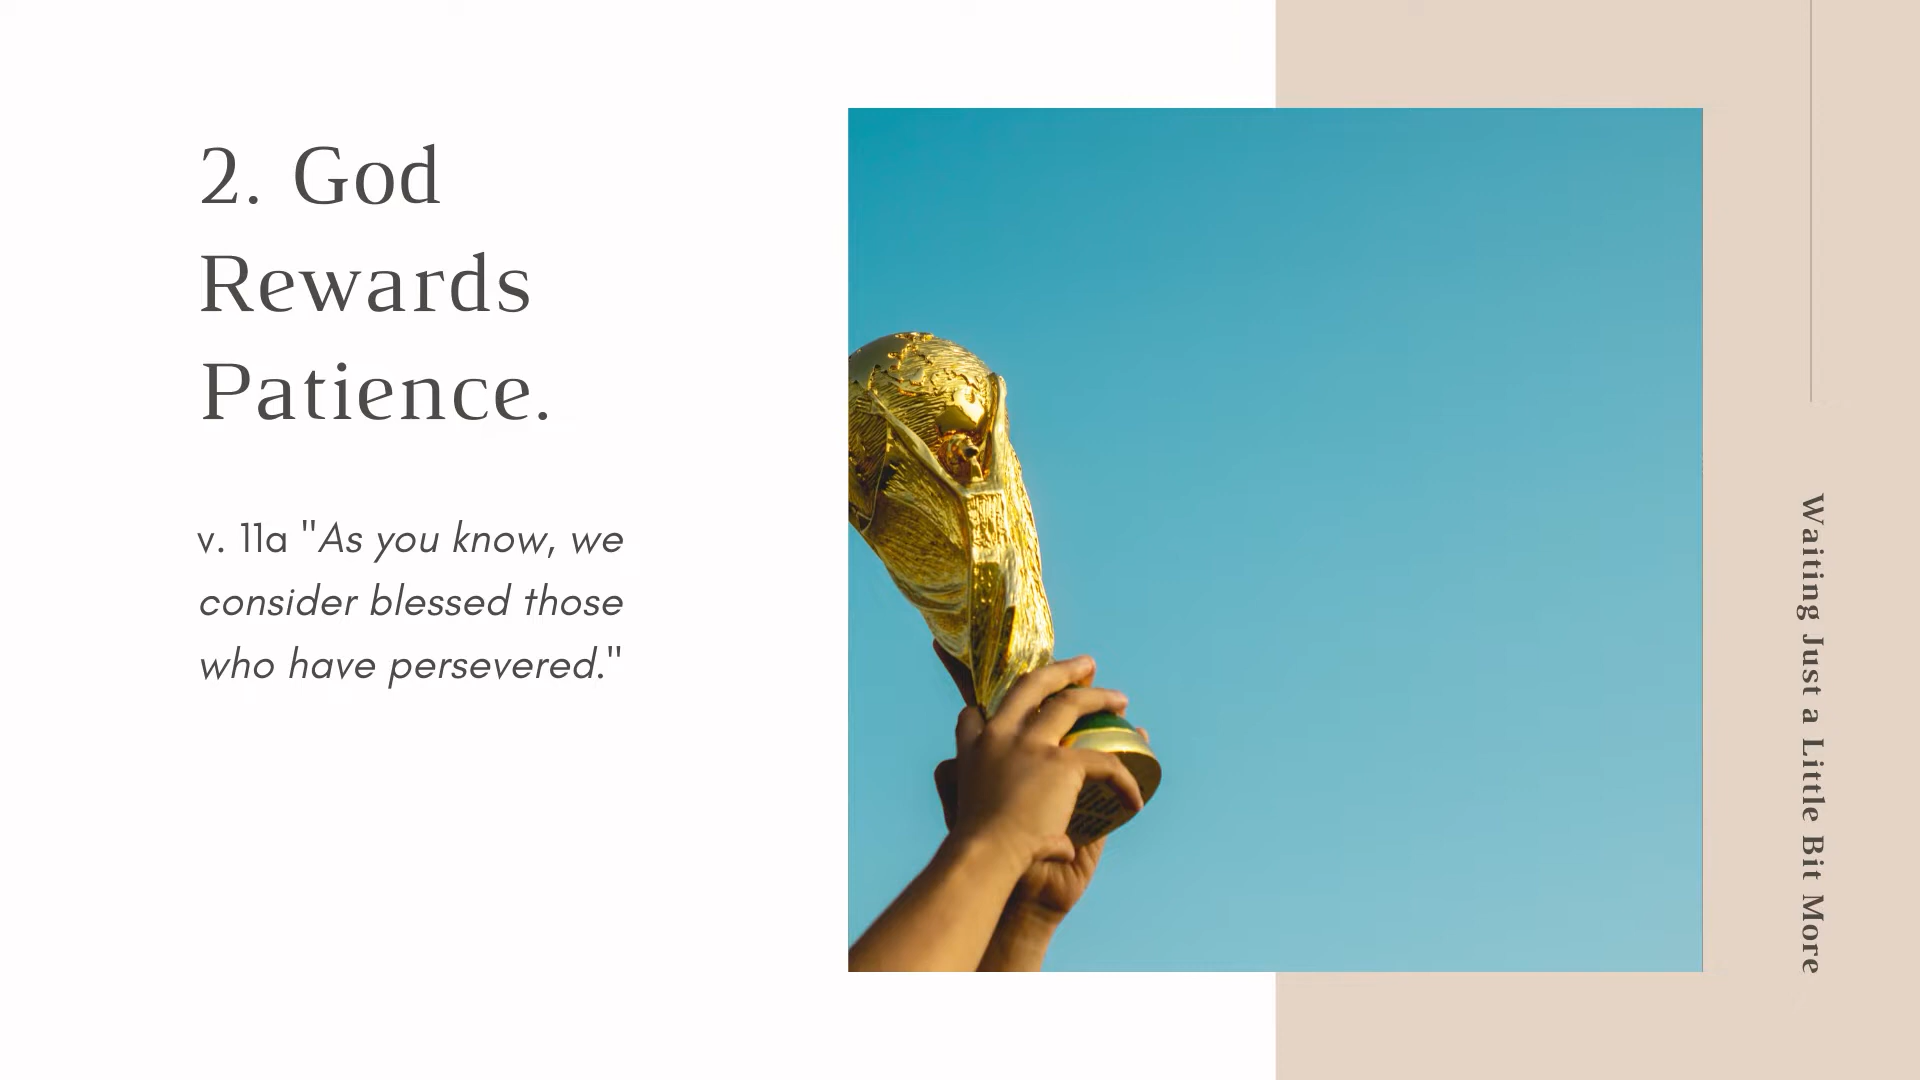 2. God
Rewards
Patience.
v. 11a "As you know, we
consider blessed those
who have persevered."
Waiting Just a Little Bit More